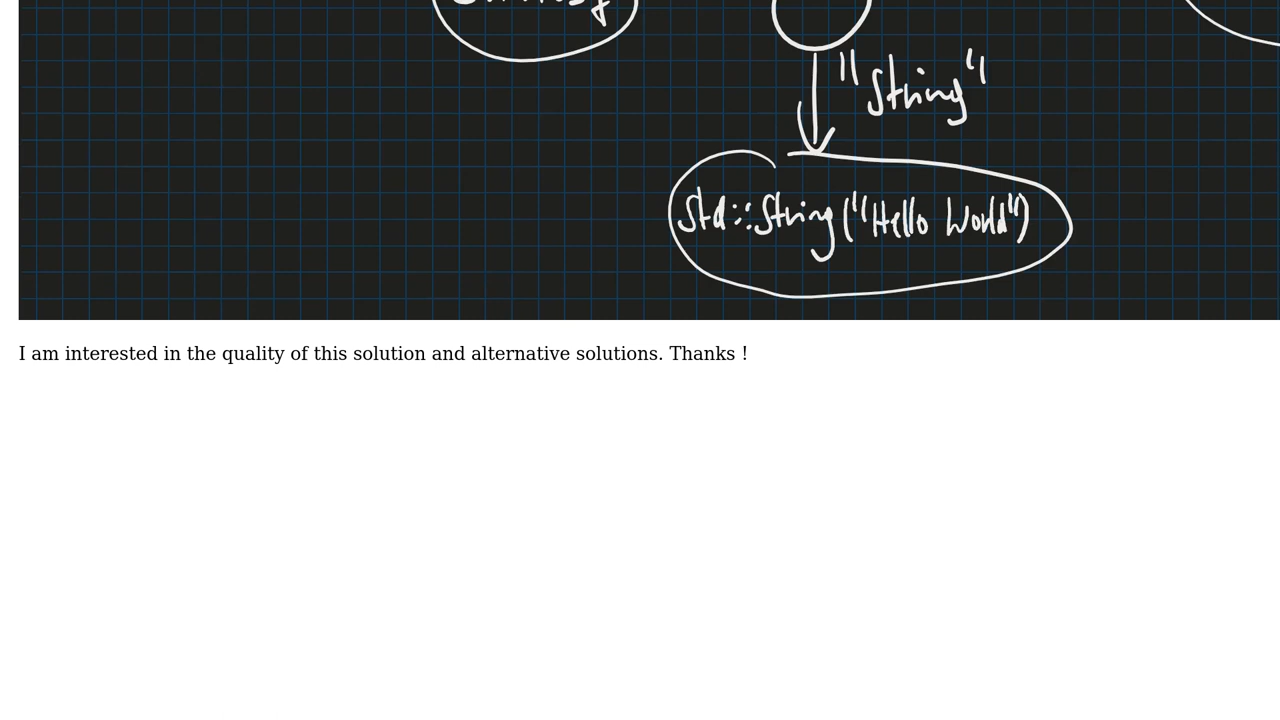 "String"
Std::String("Hello World")
I am interested in the quality of this solution and alternative solutions. Thanks !